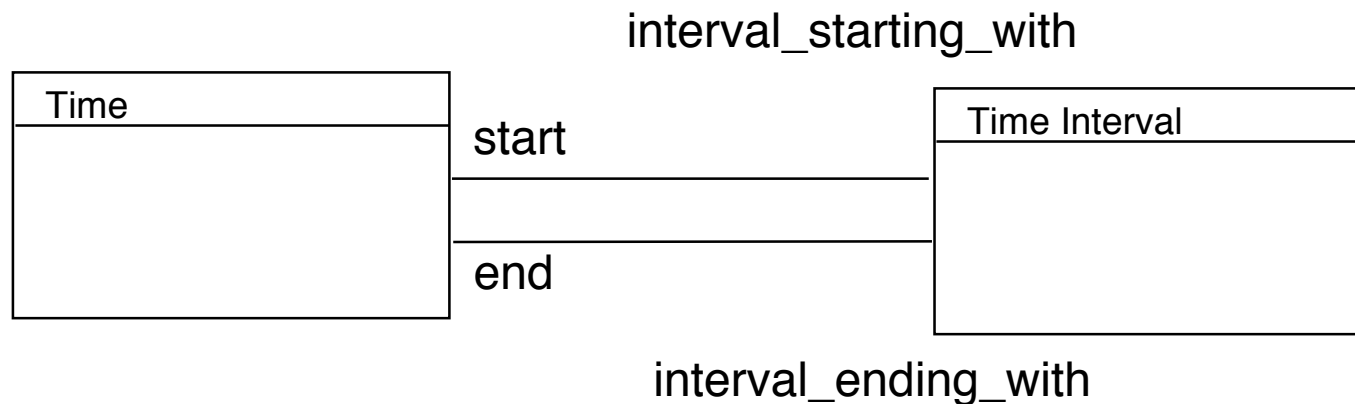 interval_starting_with
Time
Time Interval
start
end
interval_ending_with